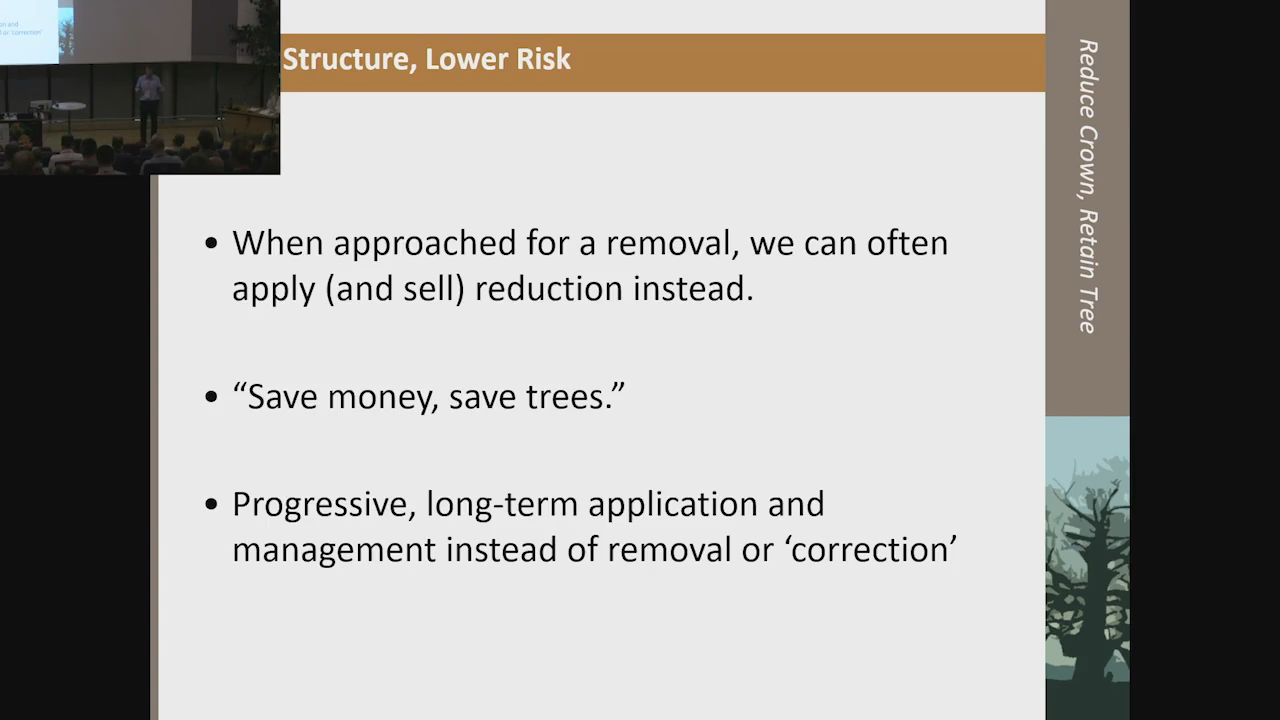 Structure, Lower Risk
• When approached for a removal, we can often
apply (and sell) reduction instead.
• “Save money, save trees.”
• Progressive, long-term application and
management instead of removal or ‘correction’
Reduce Crown, Retain Tree